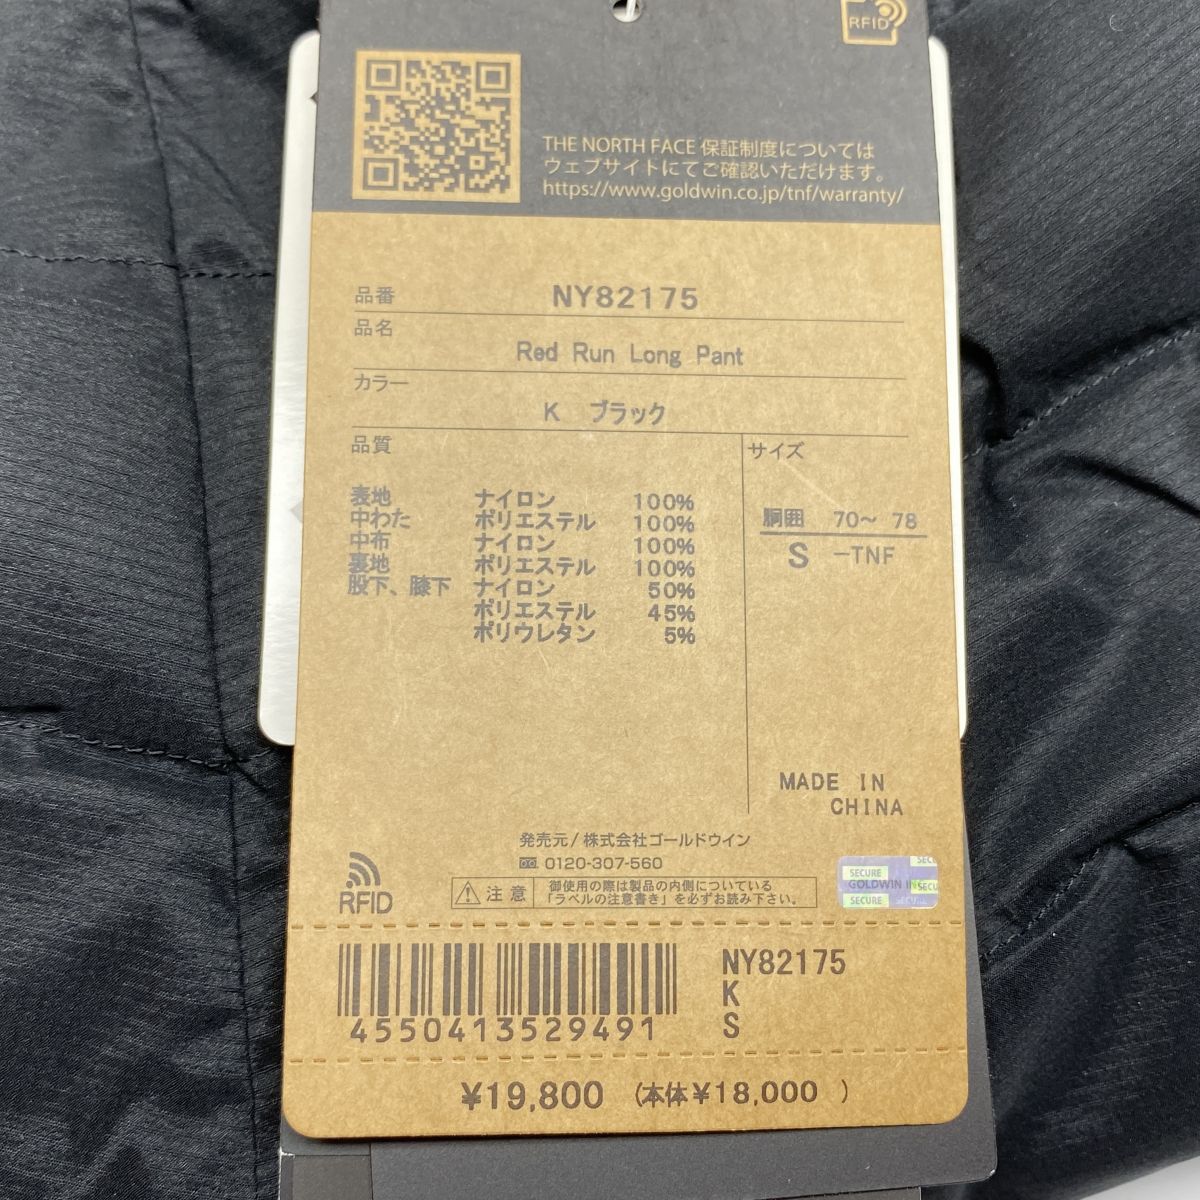 RFID
THE NORTH FACE 保証制度については
ウェブサイトにてご確認いただけます。
https://www.goldwin.co.jp/tnf/warranty/
品番 NY82175
品名
Red Run Long Pant
カラー
K ブラック
品質
表地 ナイロン 100%
中わた ポリエステル 100%
中布 ナイロン 100%
裏地 ポリエステル 100%
股下、膝下 ナイロン 50%
ポリエステル 45%
ポリウレタン 5%
サイズ
胴囲 70~ 78
S -TNF
MADE IN
CHINA
発売元/株式会社ゴールドウイン
0120-307-560
RFID
注意
御使用の際は製品の内側についている
「ラベルの注意書き」を必ずお読み下さい。
SECURE
GOLDWIN INC
SECU
SECURE
4550413529491
NY82175
K
S
¥19,800 (本体¥18,000 )